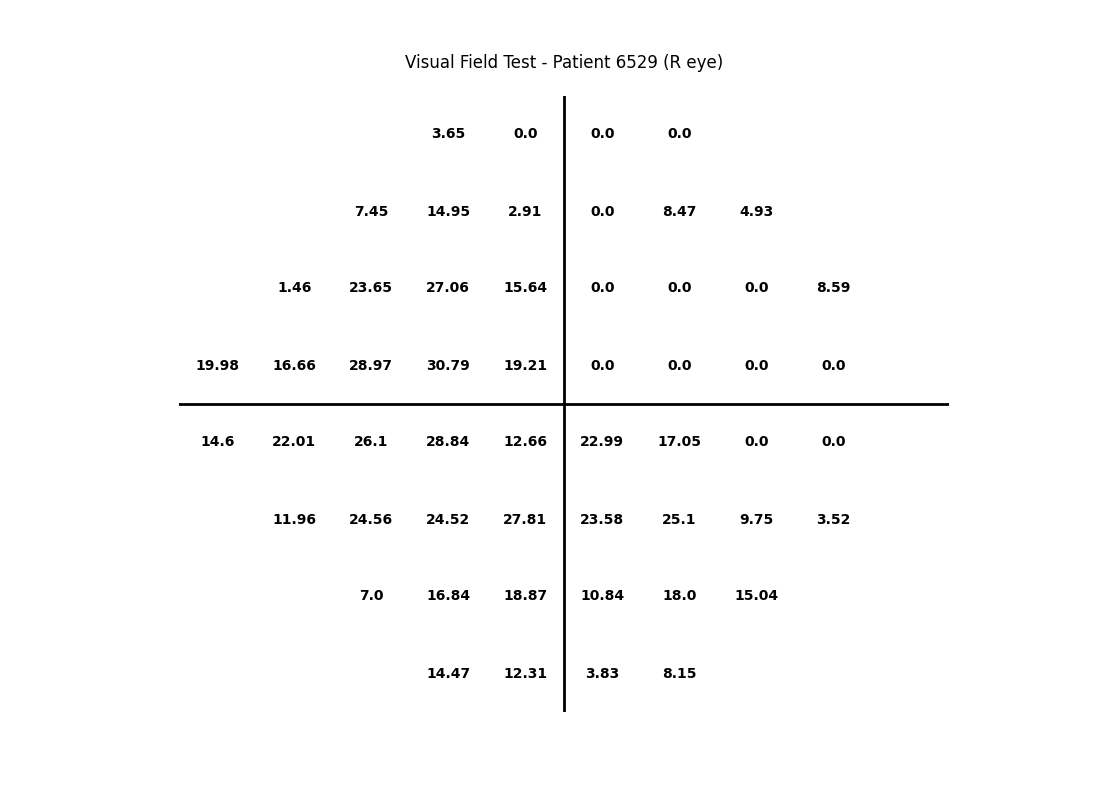 Visual Field Test - Patient 6529 (R eye)
3.65 0.0 0.0 0.0
7.45 14.95 2.91 0.0 8.47 4.93
1.46 23.65 27.06 15.64 0.0 0.0 0.0 8.59
19.98 16.66 28.97 30.79 19.21 0.0 0.0 0.0 0.0
14.6 22.01 26.1 28.84 12.66 22.99 17.05 0.0 0.0
11.96 24.56 24.52 27.81 23.58 25.1 9.75 3.52
7.0 16.84 18.87 10.84 18.0 15.04
14.47 12.31 3.83 8.15